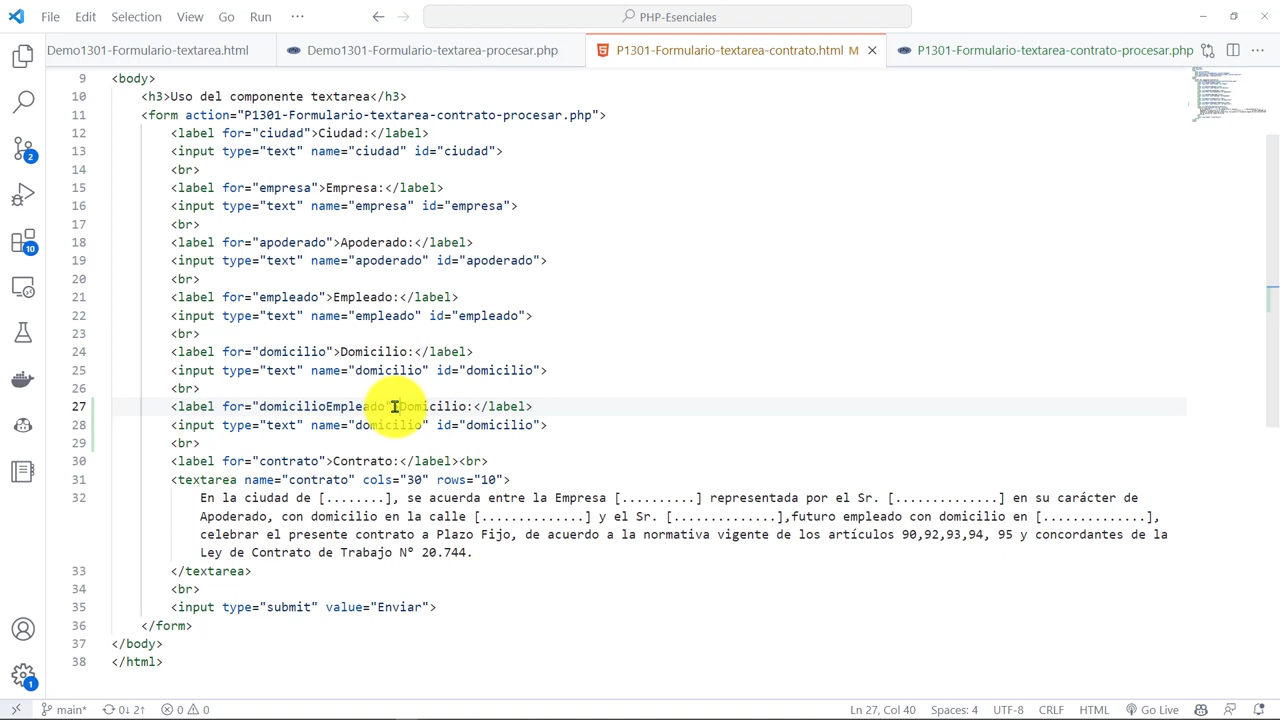 File Edit Selection View Go Run ··· PHP-Esenciales
Demo1301-Formulario-textarea.html Demo1301-Formulario-textarea-procesar.php P1301-Formulario-textarea-contrato.html M P1301-Formulario-textarea-contrato-procesar.php
9 <body>
10 <h3>Uso del componente textarea</h3>
11 <form action="P1301-Formulario-textarea-contrato-procesar.php">
12 <label for="ciudad">Ciudad:</label>
13 <input type="text" name="ciudad" id="ciudad">
14 <br>
15 <label for="empresa">Empresa:</label>
16 <input type="text" name="empresa" id="empresa">
17 <br>
18 <label for="apoderado">Apoderado:</label>
19 <input type="text" name="apoderado" id="apoderado">
20 <br>
21 <label for="empleado">Empleado:</label>
22 <input type="text" name="empleado" id="empleado">
23 <br>
24 <label for="domicilio">Domicilio:</label>
25 <input type="text" name="domicilio" id="domicilio">
26 <br>
27 <label for="domicilioEmpleado">Domicilio:</label>
28 <input type="text" name="domicilio" id="domicilio">
29 <br>
30 <label for="contrato">Contrato:</label><br>
31 <textarea name="contrato" cols="30" rows="10">
32 En la ciudad de [........], se acuerda entre la Empresa [..........] representada por el Sr. [..............] en su carácter de
Apoderado, con domicilio en la calle [..............] y el Sr. [..............],futuro empleado con domicilio en [..............],
celebrar el presente contrato a Plazo Fijo, de acuerdo a la normativa vigente de los artículos 90,92,93,94, 95 y concordantes de la
Ley de Contrato de Trabajo Nº 20.744.
33 </textarea>
34 <br>
35 <input type="submit" value="Enviar">
36 </form>
37 </body>
38 </html>
2
10
1
main* 0↓ 2↑ 0 0 Ln 27, Col 40 Spaces: 4 UTF-8 CRLF HTML Go Live